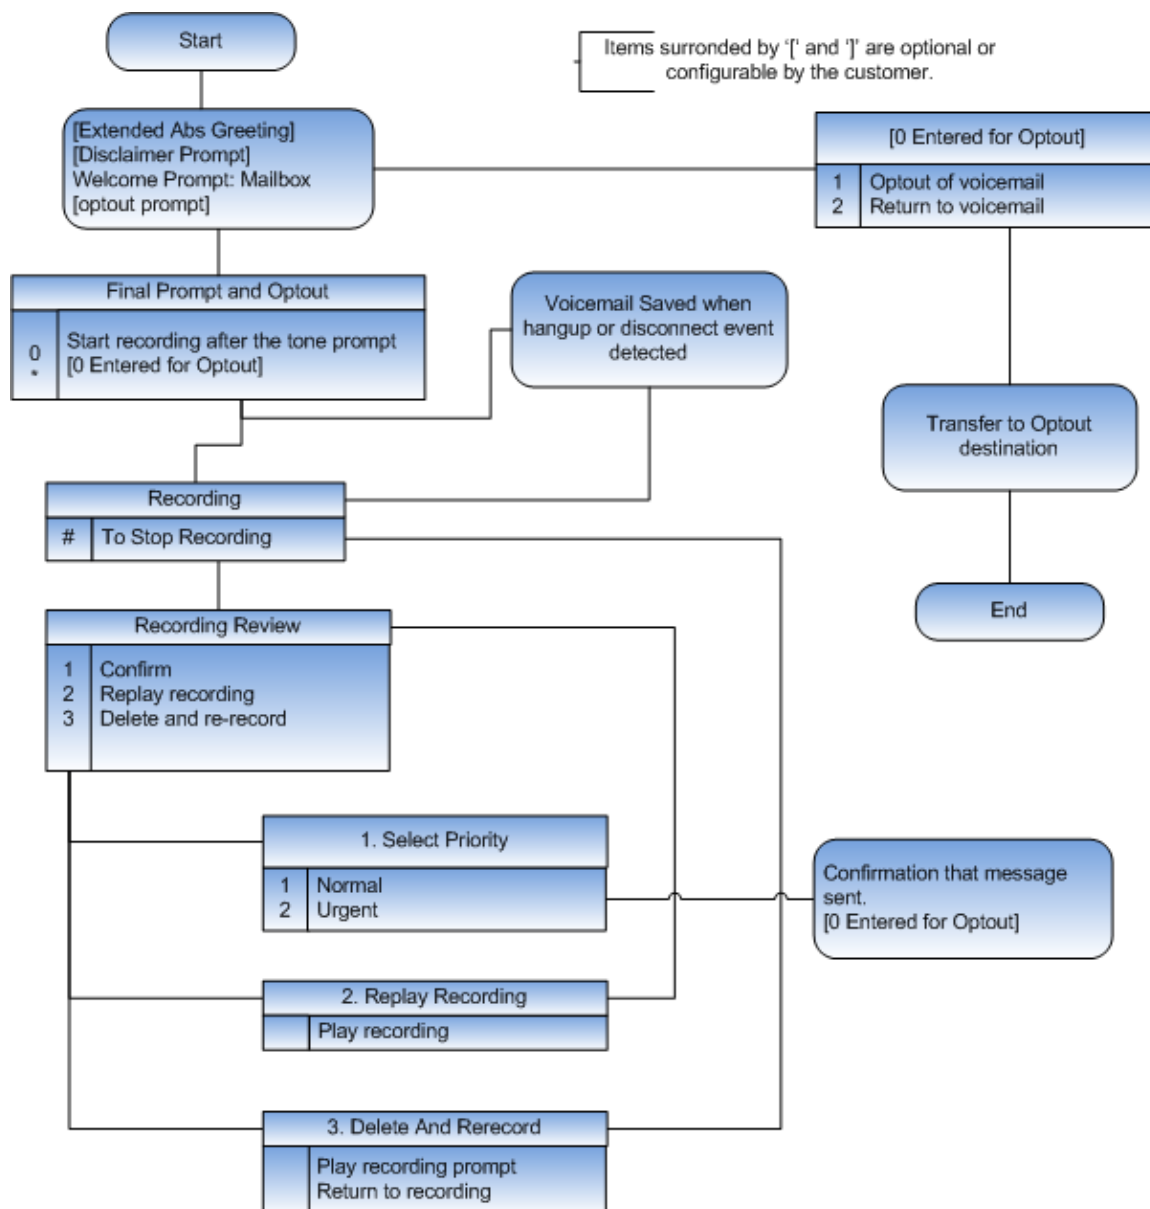 Start
Items surronded by ‘[’ and ‘]’ are optional or
configurable by the customer.
[Extended Abs Greeting]
[Disclaimer Prompt]
Welcome Prompt: Mailbox
[optout prompt]
[0 Entered for Optout]
1 Optout of voicemail
2 Return to voicemail
Final Prompt and Optout
Start recording after the tone prompt
0 [0 Entered for Optout]
*
Voicemail Saved when
hangup or disconnect event
detected
Transfer to Optout
destination
Recording
# To Stop Recording
End
Recording Review
1 Confirm
2 Replay recording
3 Delete and re-record
1. Select Priority
1 Normal
2 Urgent
Confirmation that message
sent.
[0 Entered for Optout]
2. Replay Recording
Play recording
3. Delete And Rerecord
Play recording prompt
Return to recording